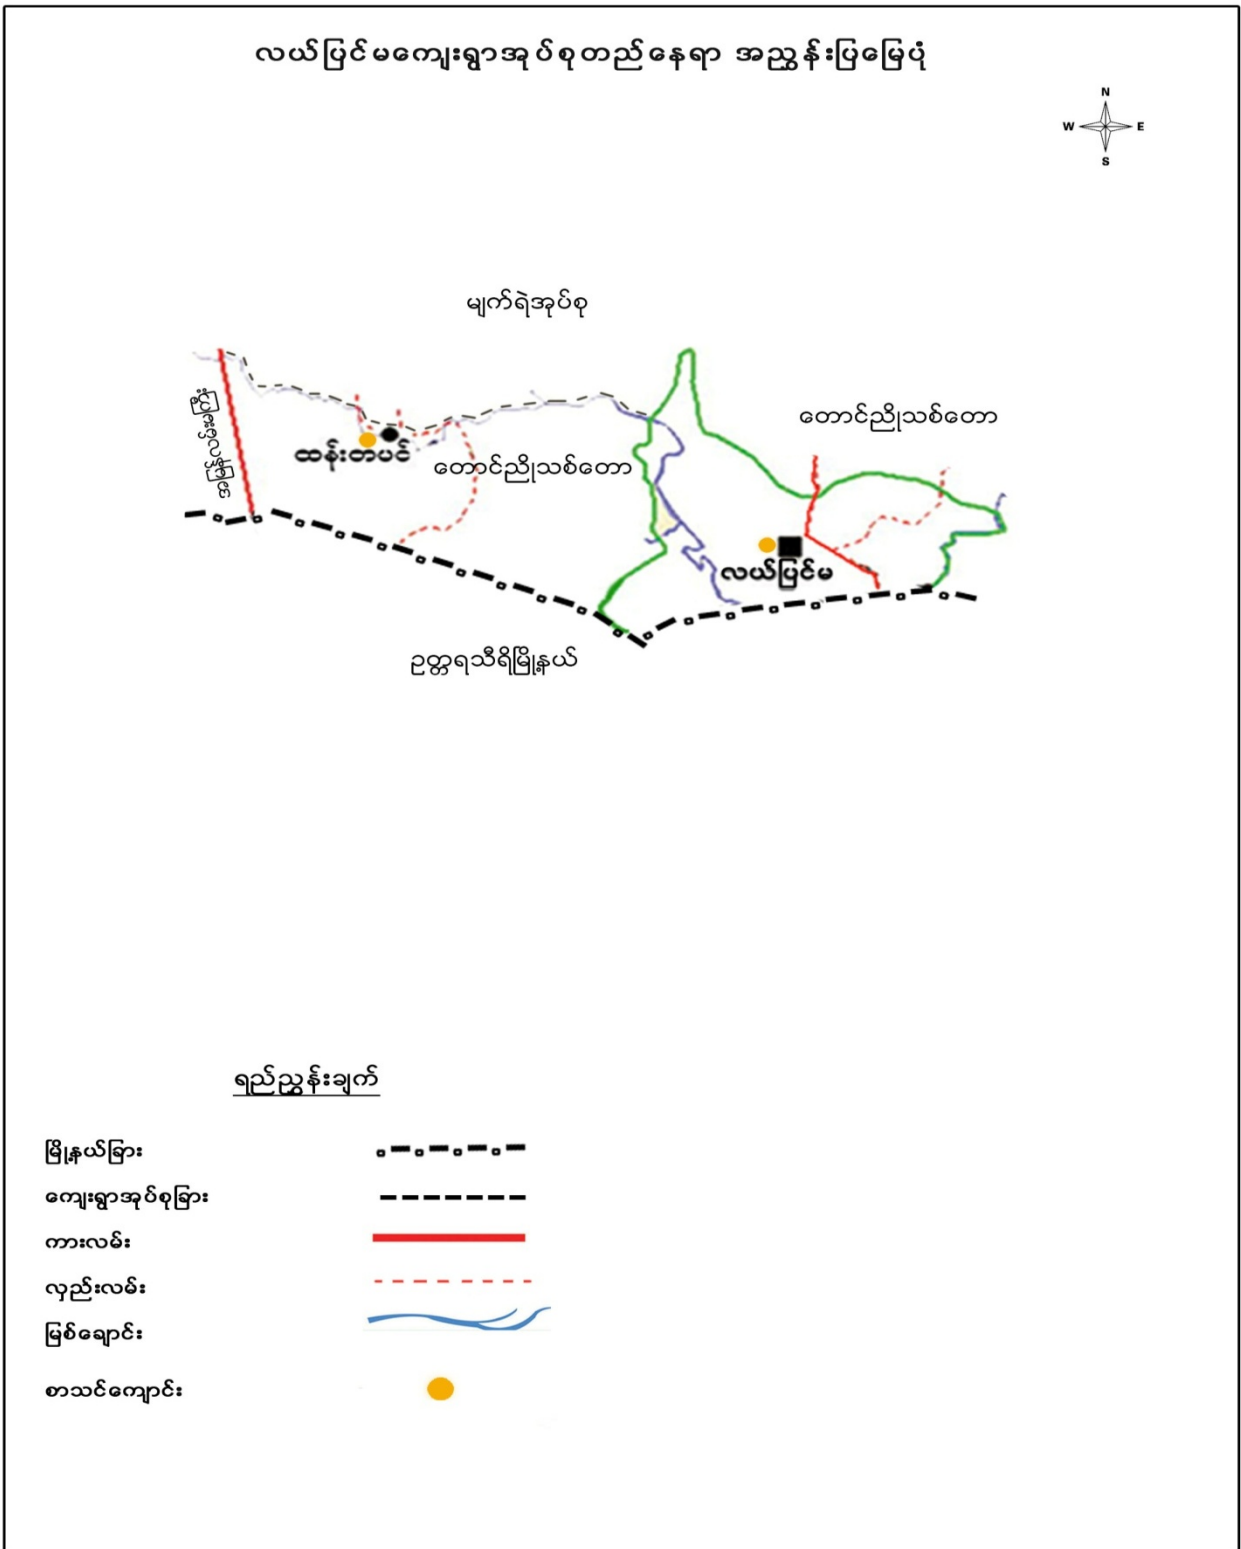 လယ်ပြင်မကျေးရွာအုပ်စုတည်နေရာ အညွှန်းပြမြေပုံ
N
W E
S
မျက်ရဲအုပ်စု
တောင်ညိုသစ်တော
ထန်းတပင်
တောင်ညိုသစ်တော
လယ်ပြင်မ
ဥတ္တရသီရိမြို့နယ်
ရည်ညွှန်းချက်
မြို့နယ်ခြား
ကျေးရွာအုပ်စုခြား
ကားလမ်း
လှည်းလမ်း
မြစ်ချောင်း
စာသင်ကျောင်း